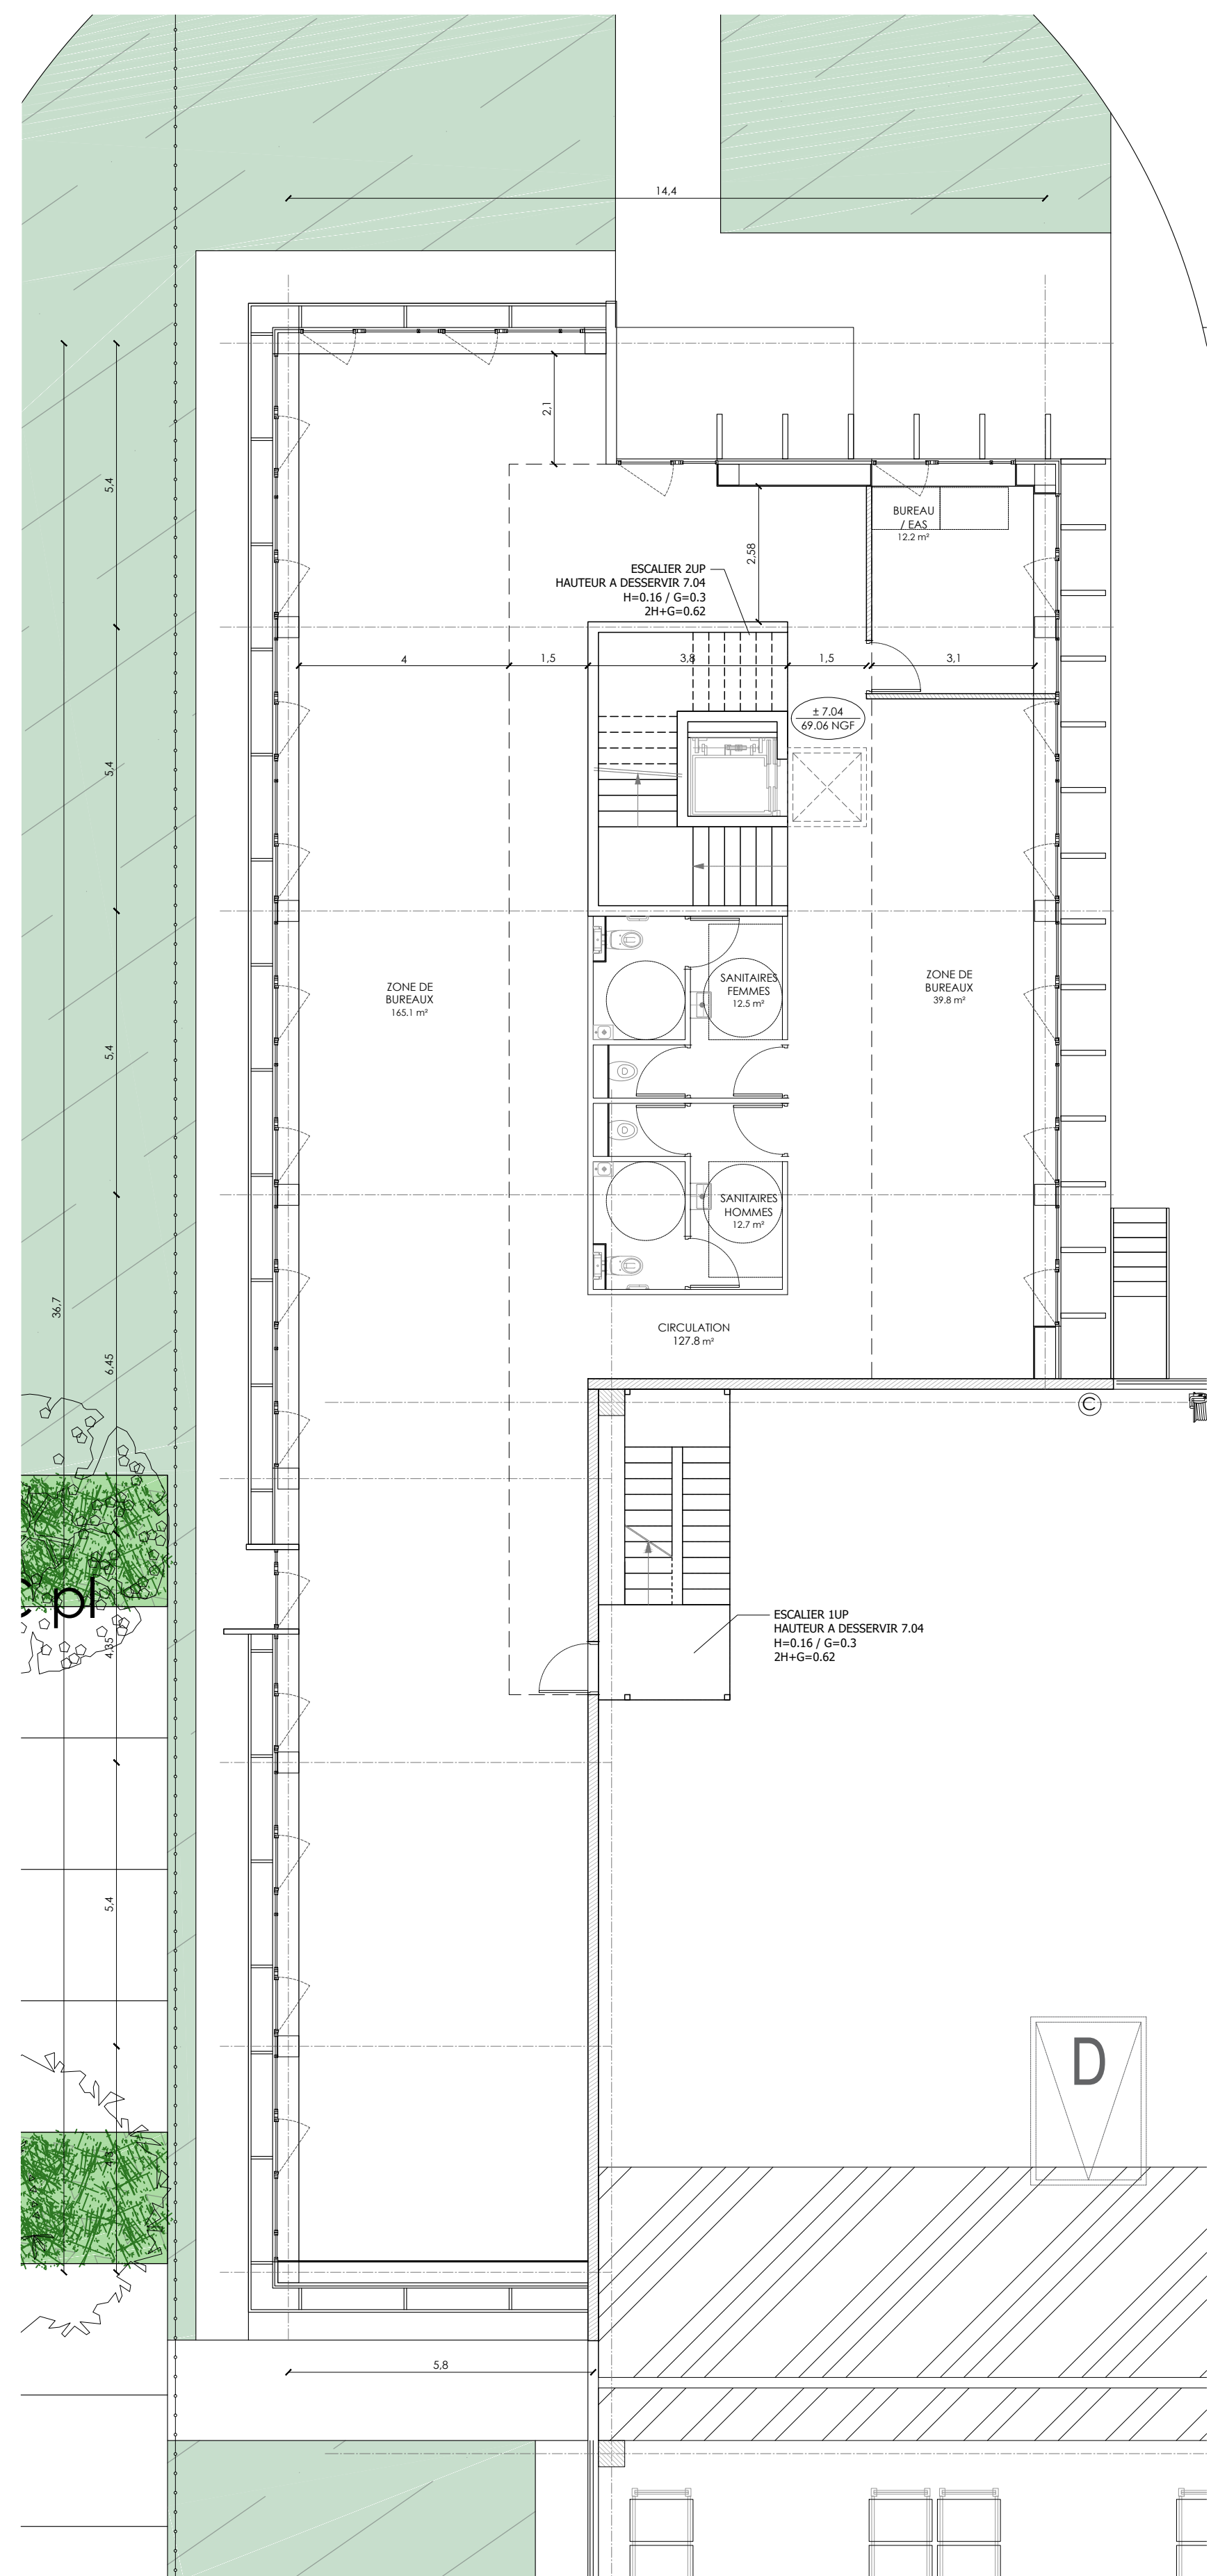 14,4
2,1
5,4
BUREAU
/ EAS
12.2 m²
2,58
ESCALIER 2UP
HAUTEUR A DESSERVIR 7.04
H=0.16 / G=0.3
2H+G=0.62
4
1,5
3,8
1,5
3,1
± 7.04
69.06 NGF
5,4
ZONE DE
BUREAUX
165.1 m²
SANITAIRES
FEMMES
12.5 m²
ZONE DE
BUREAUX
39.8 m²
5,4
D
D
SANITAIRES
HOMMES
12.7 m²
36,7
CIRCULATION
127.8 m²
6,45
C
pl
4,35
ESCALIER 1UP
HAUTEUR A DESSERVIR 7.04
H=0.16 / G=0.3
2H+G=0.62
5,4
D
5,8